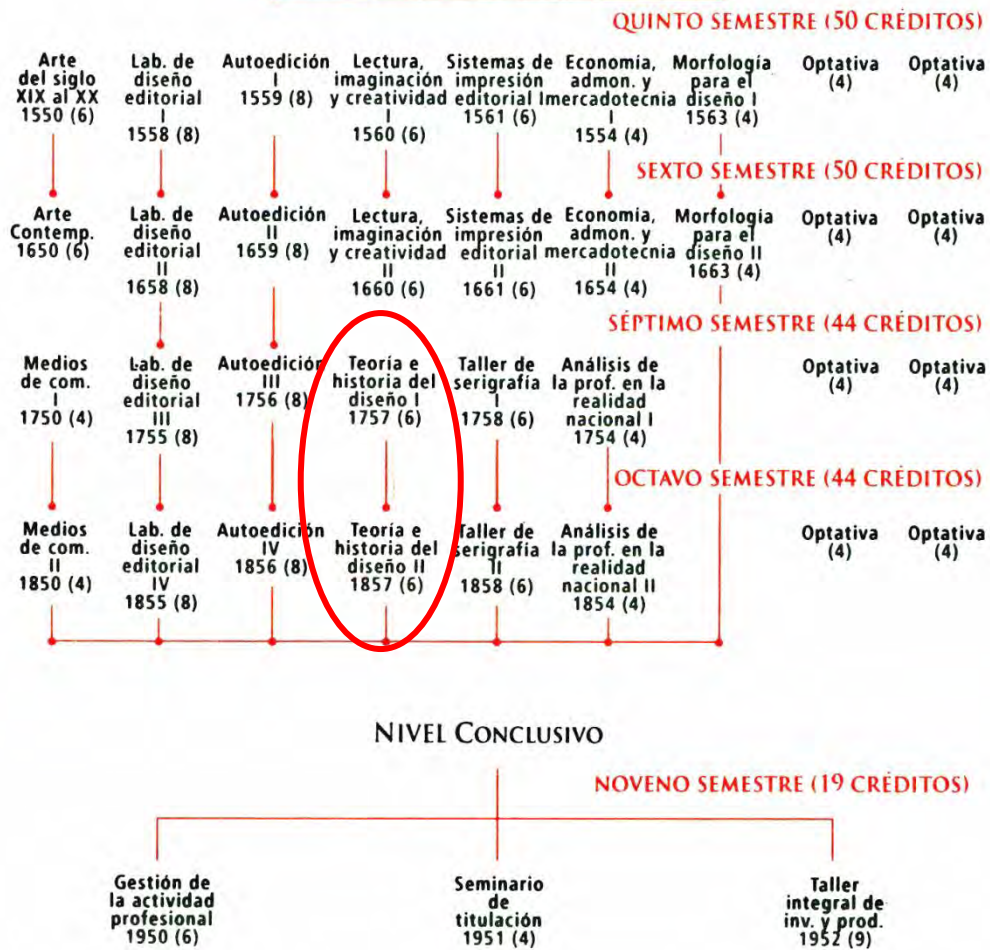 QUINTO SEMESTRE (50 CRÉDITOS)
Arte
del siglo
XIX al XX
1550 (6)
Lab. de
diseño
editorial
I
1558 (8)
Autoedición
I
1559 (8)
Lectura,
imaginación
y creatividad
I
1560 (6)
Sistemas de
impresión
editorial I
1561 (6)
Economía,
admon. y
mercadotecnia
I
1554 (4)
Morfología
para el
diseño I
1563 (4)
Optativa
(4)
Optativa
(4)
SEXTO SEMESTRE (50 CRÉDITOS)
Arte
Contemp.
1650 (6)
Lab. de
diseño
editorial
II
1658 (8)
Autoedición
II
1659 (8)
Lectura,
imaginación
y creatividad
II
1660 (6)
Sistemas de
impresión
editorial
II
1661 (6)
Economía,
admon. y
mercadotecnia
II
1654 (4)
Morfología
para el
diseño II
1663 (4)
Optativa
(4)
Optativa
(4)
SÉPTIMO SEMESTRE (44 CRÉDITOS)
Medios
de com.
I
1750 (4)
Lab. de
diseño
editorial
III
1755 (8)
Autoedición
III
1756 (8)
Teoría e
historia del
diseño I
1757 (6)
Taller de
serigrafía
I
1758 (6)
Análisis de
la prof. en la
realidad
nacional I
1754 (4)
Optativa
(4)
Optativa
(4)
OCTAVO SEMESTRE (44 CRÉDITOS)
Medios
de com.
II
1850 (4)
Lab. de
diseño
editorial
IV
1855 (8)
Autoedición
IV
1856 (8)
Teoría e
historia del
diseño II
1857 (6)
Taller de
serigrafía
II
1858 (6)
Análisis de
la prof. en la
realidad
nacional II
1854 (4)
Optativa
(4)
Optativa
(4)
NIVEL CONCLUSIVO
NOVENO SEMESTRE (19 CRÉDITOS)
Gestión de
la actividad
profesional
1950 (6)
Seminario
de
titulación
1951 (4)
Taller
integral de
inv. y prod.
1952 (9)